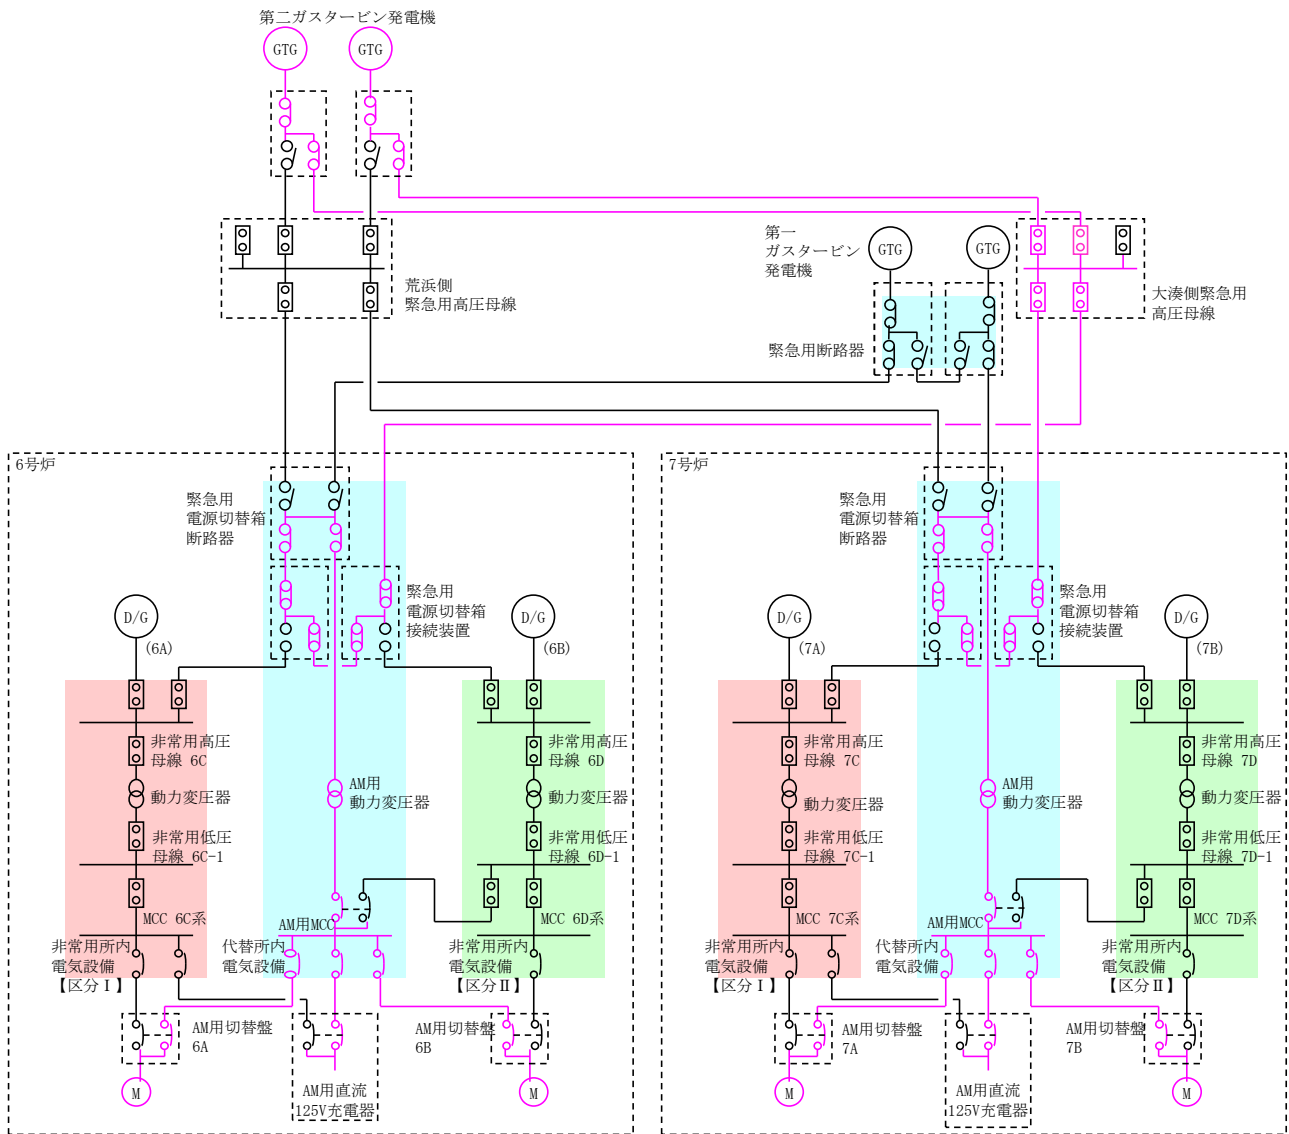 第二ガスタービン発電機
GTG
GTG
第一
ガスタービン
発電機
GTG
GTG
荒浜側
緊急用高圧母線
大湊側緊急用
高圧母線
緊急用断路器
6号炉
緊急用
電源切替箱
断路器
緊急用
電源切替箱
接続装置
D/G
(6A)
D/G
(6B)
非常用高圧
母線 6C
動力変圧器
非常用低圧
母線 6C-1
MCC 6C系
非常用所内
電気設備
【区分Ⅰ】
AM用
動力変圧器
AM用MCC
代替所内
電気設備
非常用高圧
母線 6D
動力変圧器
非常用低圧
母線 6D-1
MCC 6D系
非常用所内
電気設備
【区分Ⅱ】
AM用切替盤
6A
AM用切替盤
6B
M
AM用直流
125V充電器
M
7号炉
緊急用
電源切替箱
断路器
緊急用
電源切替箱
接続装置
D/G
(7A)
D/G
(7B)
非常用高圧
母線 7C
動力変圧器
非常用低圧
母線 7C-1
MCC 7C系
非常用所内
電気設備
【区分Ⅰ】
AM用
動力変圧器
AM用MCC
代替所内
電気設備
非常用高圧
母線 7D
動力変圧器
非常用低圧
母線 7D-1
MCC 7D系
非常用所内
電気設備
【区分Ⅱ】
AM用切替盤
7A
AM用切替盤
7B
M
AM用直流
125V充電器
M